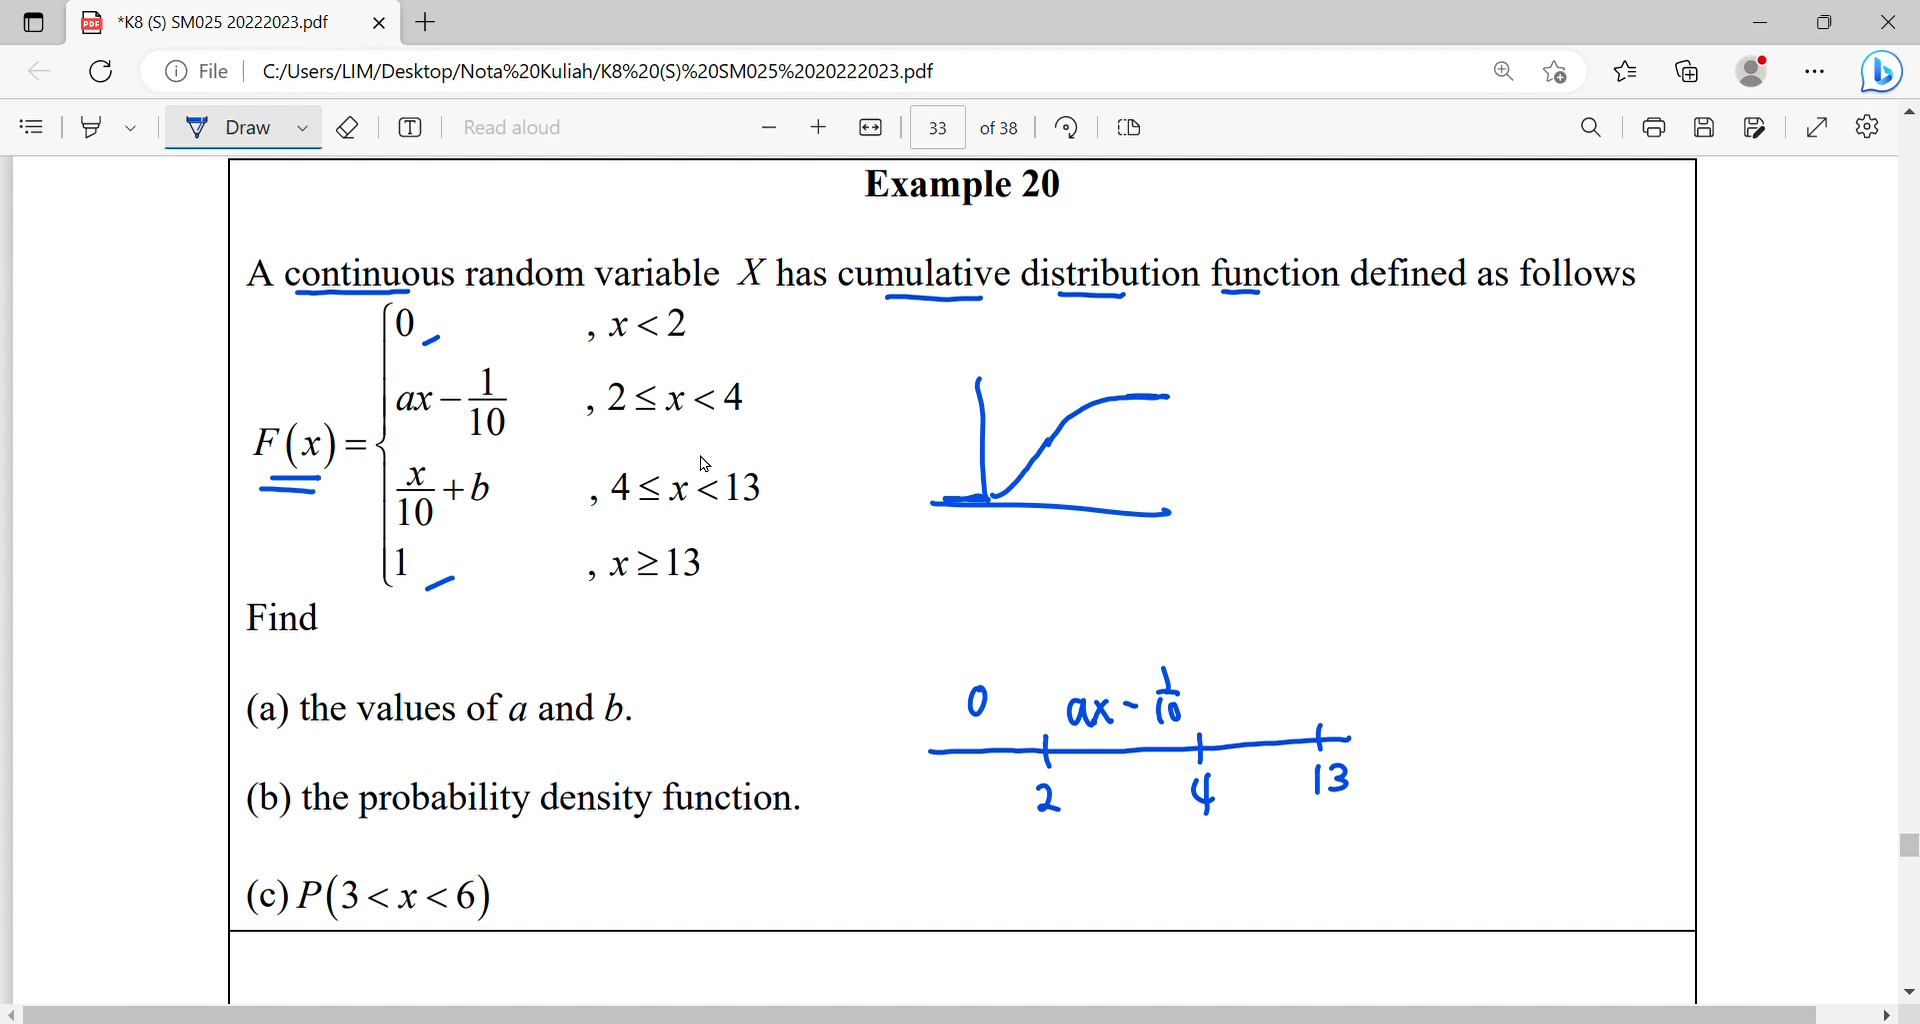 *K8 (S) SM025 20222023.pdf
File C:/Users/LIM/Desktop/Nota%20Kuliah/K8%20(S)%20SM025%2020222023.pdf
Draw Read aloud 33 of 38
Example 20
A continuous random variable X has cumulative distribution function defined as follows
F(x) = { 0 , x < 2
ax − 1/10 , 2 ≤ x < 4
x/10 + b , 4 ≤ x < 13
1 , x ≥ 13
Find
(a) the values of a and b.
0 ax - 1/10
2 4 13
(b) the probability density function.
(c) P(3 < x < 6)